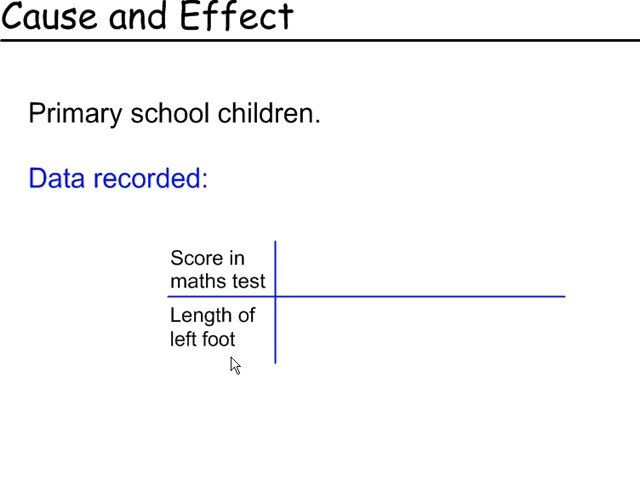 Cause and Effect
Primary school children.
Data recorded:
Score in
maths test
Length of
left foot